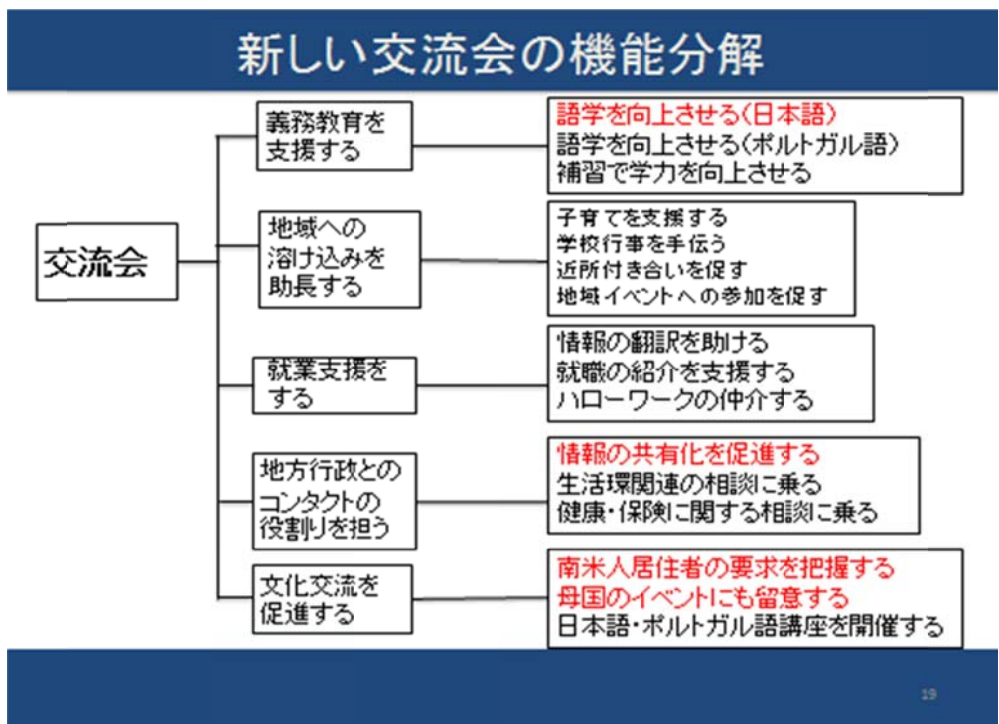 新しい交流会の機能分解
交流会
義務教育を
支援する
語学を向上させる(日本語)
語学を向上させる(ポルトガル語)
補習で学力を向上させる
地域への
溶け込みを
助長する
子育てを支援する
学校行事を手伝う
近所付き合いを促す
地域イベントへの参加を促す
就業支援を
する
情報の翻訳を助ける
就職の紹介を支援する
ハローワークの仲介する
地方行政との
コンタクトの
役割りを担う
情報の共有化を促進する
生活環関連の相談に乗る
健康・保険に関する相談に乗る
文化交流を
促進する
南米人居住者の要求を把握する
母国のイベントにも留意する
日本語・ポルトガル語講座を開催する
19